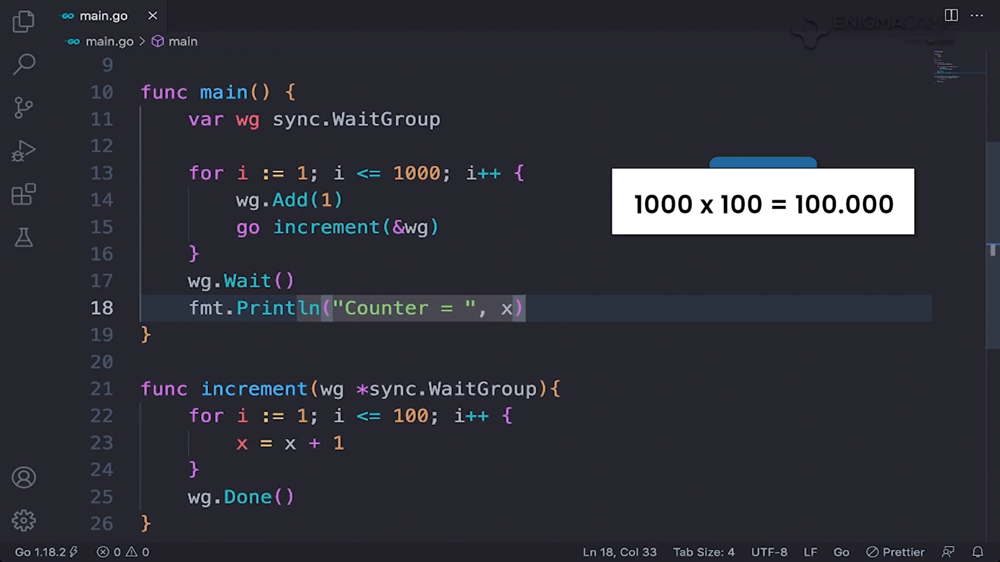 main.go
main.go > main
9
10 func main() {
11 var wg sync.WaitGroup
12
13 for i := 1; i <= 1000; i++ {
14 wg.Add(1)
15 go increment(&wg)
16 }
17 wg.Wait()
18 fmt.Println("Counter = ", x)
19 }
20
21 func increment(wg *sync.WaitGroup){
22 for i := 1; i <= 100; i++ {
23 x = x + 1
24 }
25 wg.Done()
26 }
1000 x 100 = 100.000
ENIGMACAMP
Go 1.18.2 0 0 Ln 18, Col 33 Tab Size: 4 UTF-8 LF Go Prettier